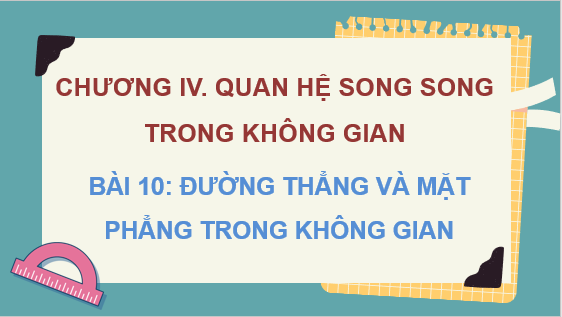 CHƯƠNG IV. QUAN HỆ SONG SONG
TRONG KHÔNG GIAN
BÀI 10: ĐƯỜNG THẲNG VÀ MẶT
PHẲNG TRONG KHÔNG GIAN